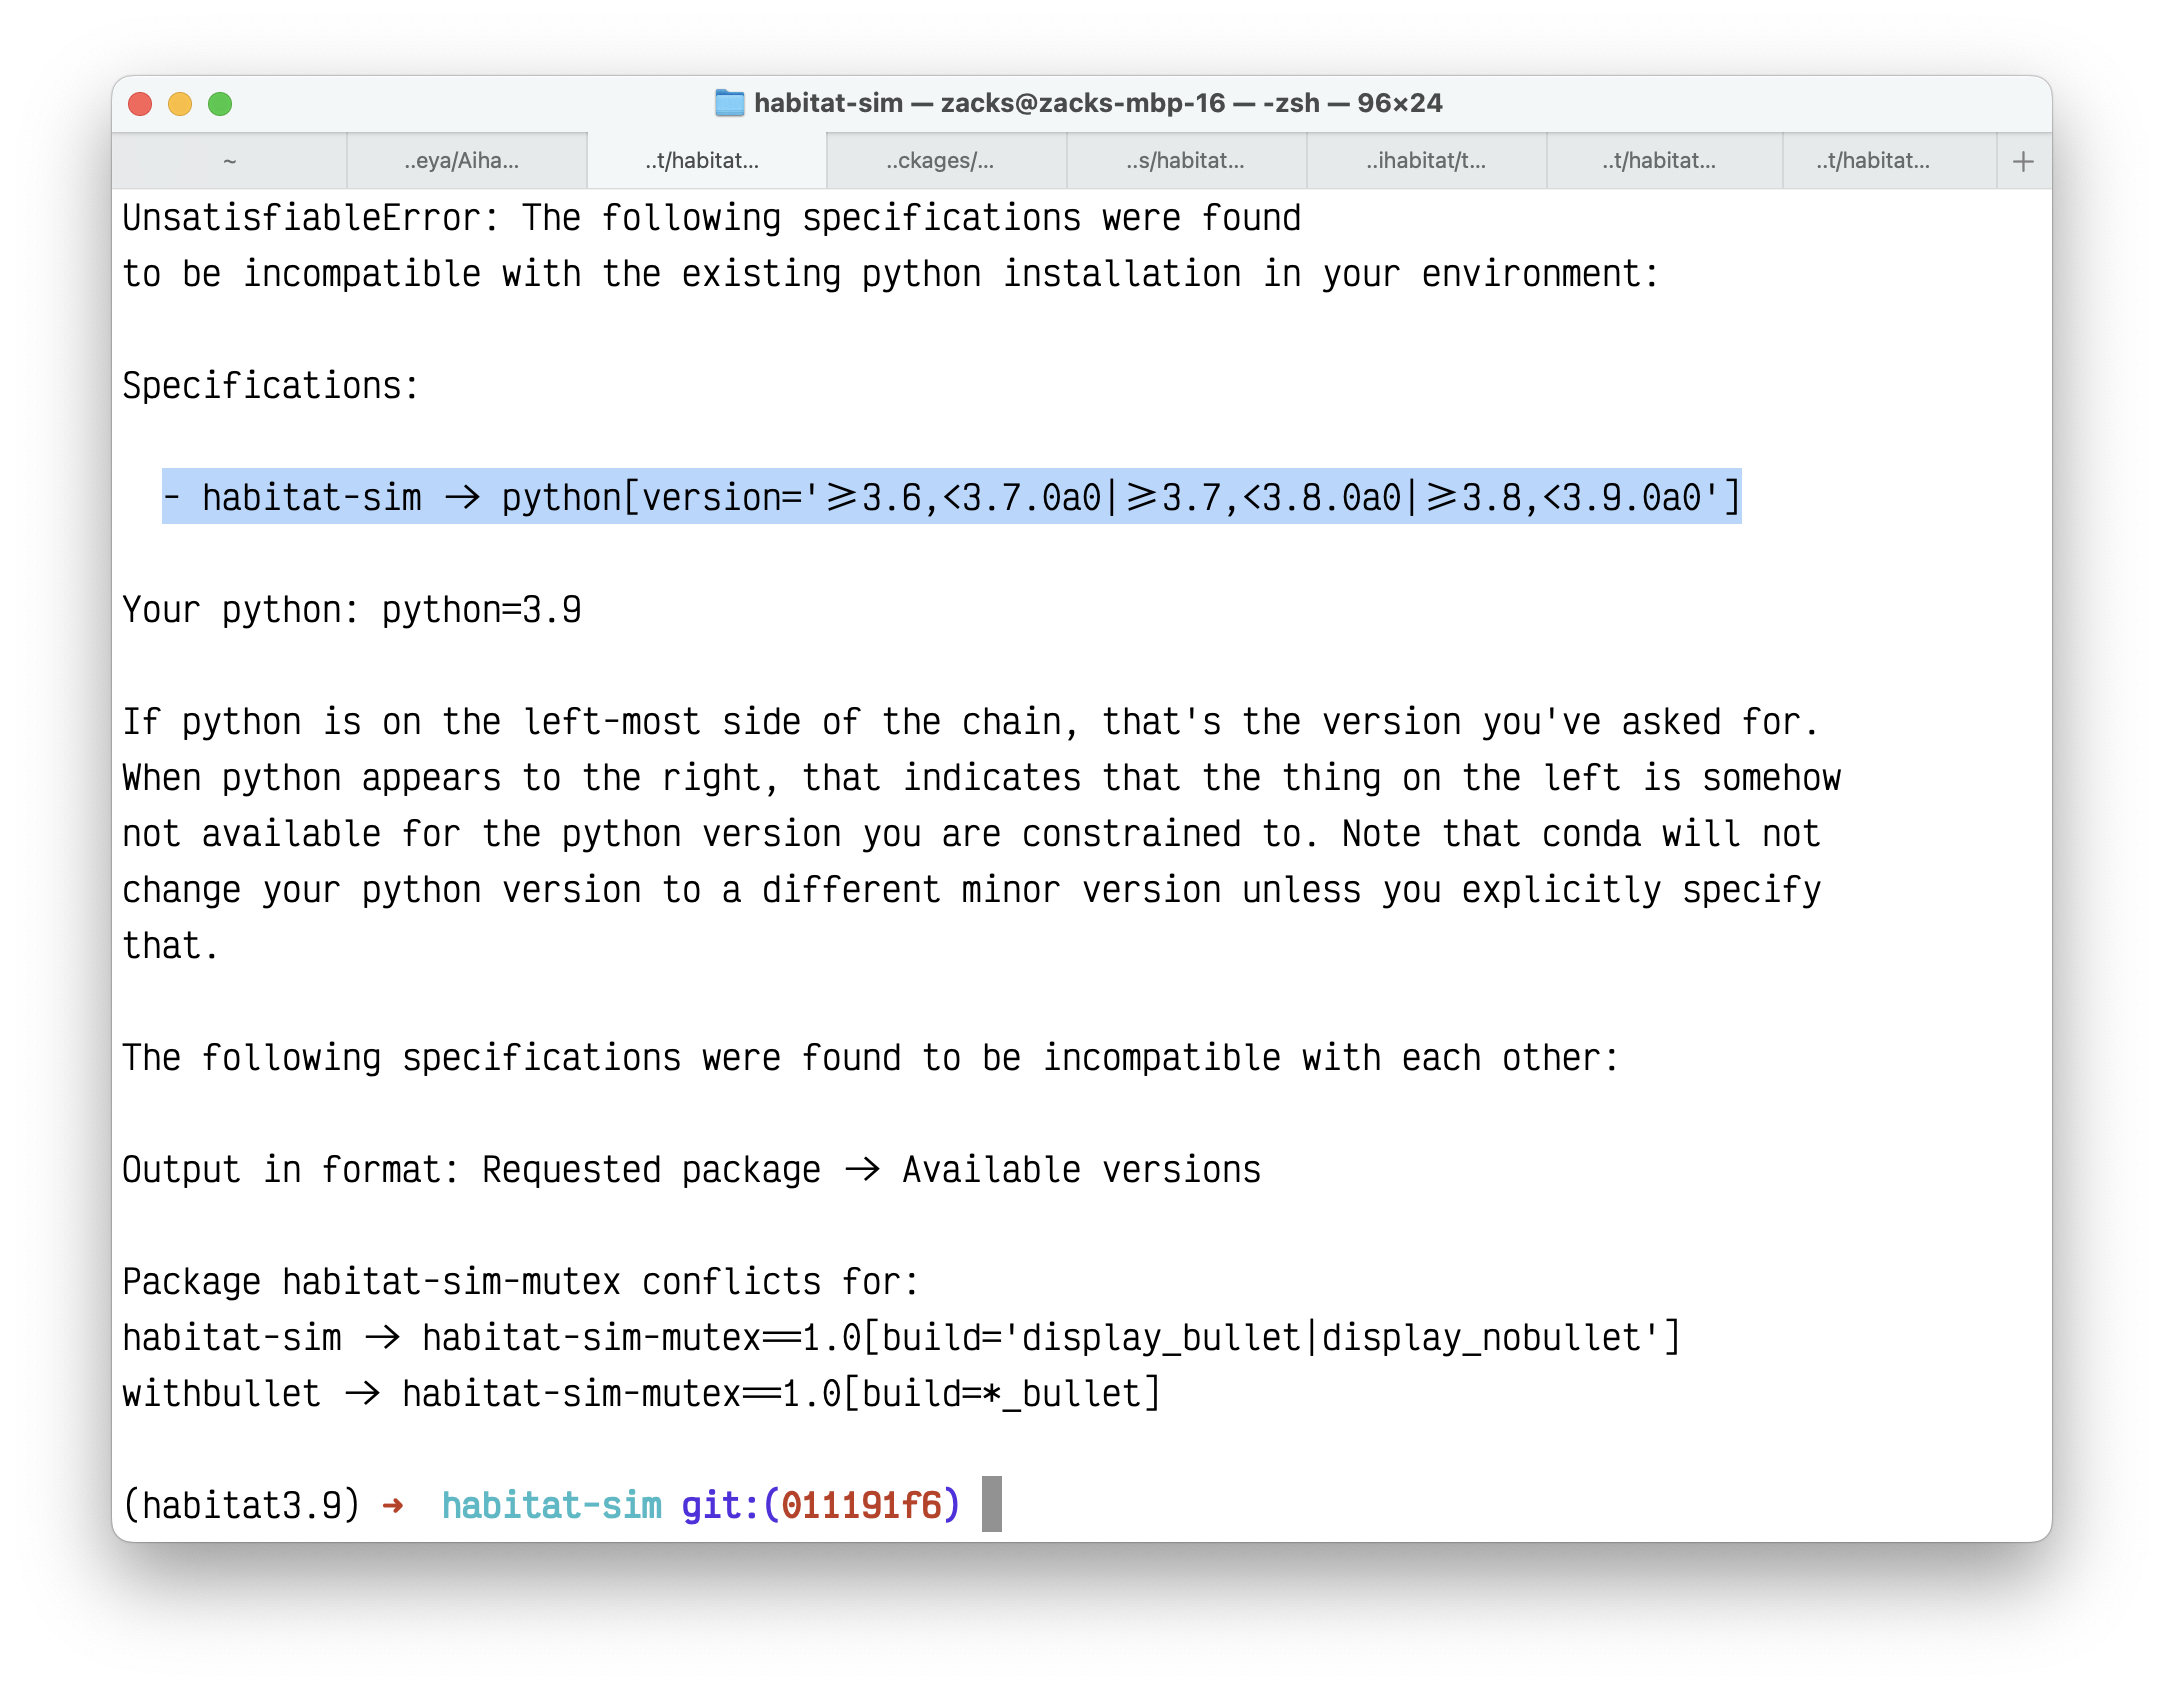 habitat-sim — zacks@zacks-mbp-16 — -zsh — 96×24
~ ..eya/Aiha... ..t/habitat... ..ckages/... ..s/habitat... ..ihabitat/t... ..t/habitat... ..t/habitat... +
UnsatisfiableError: The following specifications were found
to be incompatible with the existing python installation in your environment:
Specifications:
- habitat-sim → python[version='≥3.6,<3.7.0a0|≥3.7,<3.8.0a0|≥3.8,<3.9.0a0']
Your python: python=3.9
If python is on the left-most side of the chain, that's the version you've asked for.
When python appears to the right, that indicates that the thing on the left is somehow
not available for the python version you are constrained to. Note that conda will not
change your python version to a different minor version unless you explicitly specify
that.
The following specifications were found to be incompatible with each other:
Output in format: Requested package → Available versions
Package habitat-sim-mutex conflicts for:
habitat-sim → habitat-sim-mutex==1.0[build='display_bullet|display_nobullet']
withbullet → habitat-sim-mutex==1.0[build=*_bullet]
(habitat3.9) ➜ habitat-sim git:(011191f6)